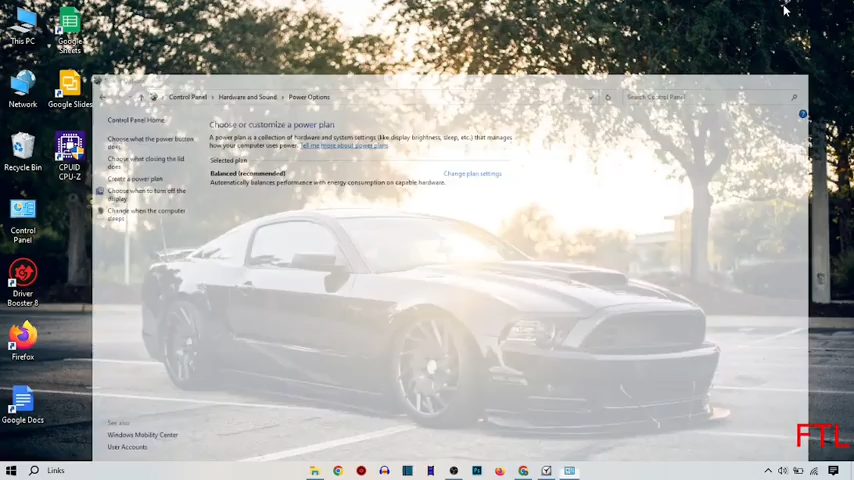 This PC
Google
Sheets
Network
Google Slides
Recycle Bin
CPUID
CPU-Z
Control
Panel
Driver
Booster 8
Firefox
Google Docs
Control Panel
Hardware and Sound
Power Options
Search Control Panel
Control Panel Home
Choose what the power button
does
Choose what closing the lid
does
Create a power plan
Choose when to turn off the
display
Change when the computer
sleeps
Choose or customize a power plan
A power plan is a collection of hardware and system settings (like display brightness, sleep, etc.) that manages
how your computer uses power. Tell me more about power plans
Selected plan
Balanced (recommended)
Change plan settings
Automatically balances performance with energy consumption on capable hardware.
See also
Windows Mobility Center
User Accounts
FTL
Links